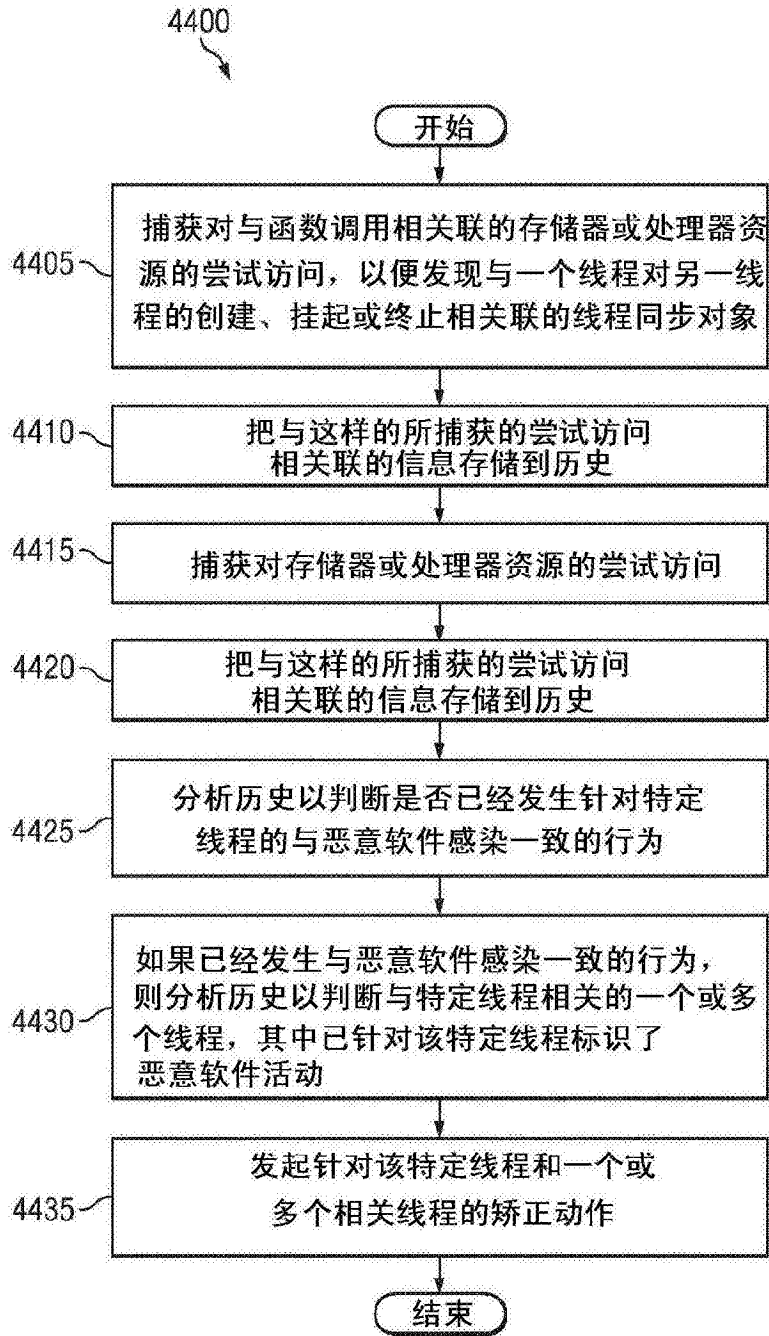 4400
开始
4405
捕获对与函数调用相关联的存储器或处理器资
源的尝试访问，以便发现与一个线程对另一线
程的创建、挂起或终止相关联的线程同步对象
4410
把与这样的所捕获的尝试访问
相关联的信息存储到历史
4415
捕获对存储器或处理器资源的尝试访问
4420
把与这样的所捕获的尝试访问
相关联的信息存储到历史
4425
分析历史以判断是否已经发生针对特定
线程的与恶意软件感染一致的行为
4430
如果已经发生与恶意软件感染一致的行为，
则分析历史以判断与特定线程相关的一个或多
个线程，其中已针对该特定线程标识了
恶意软件活动
4435
发起针对该特定线程和一个或
多个相关线程的矫正动作
结束